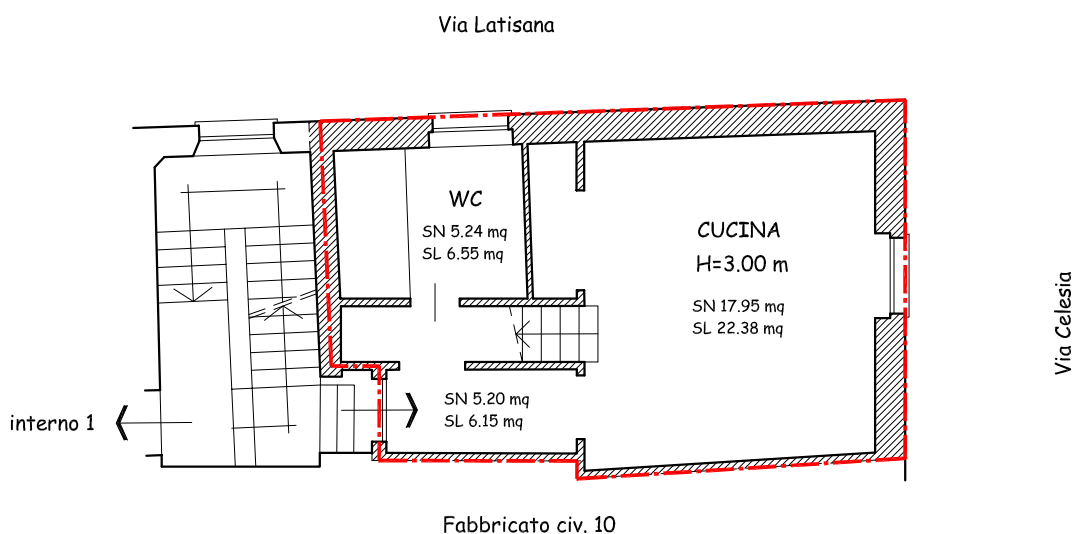 Via Latisana
WC
SN 5.24 mq
SL 6.55 mq
CUCINA
H=3.00 m
SN 17.95 mq
SL 22.38 mq
Via Celesia
SN 5.20 mq
SL 6.15 mq
interno 1
Fabbricato civ. 10